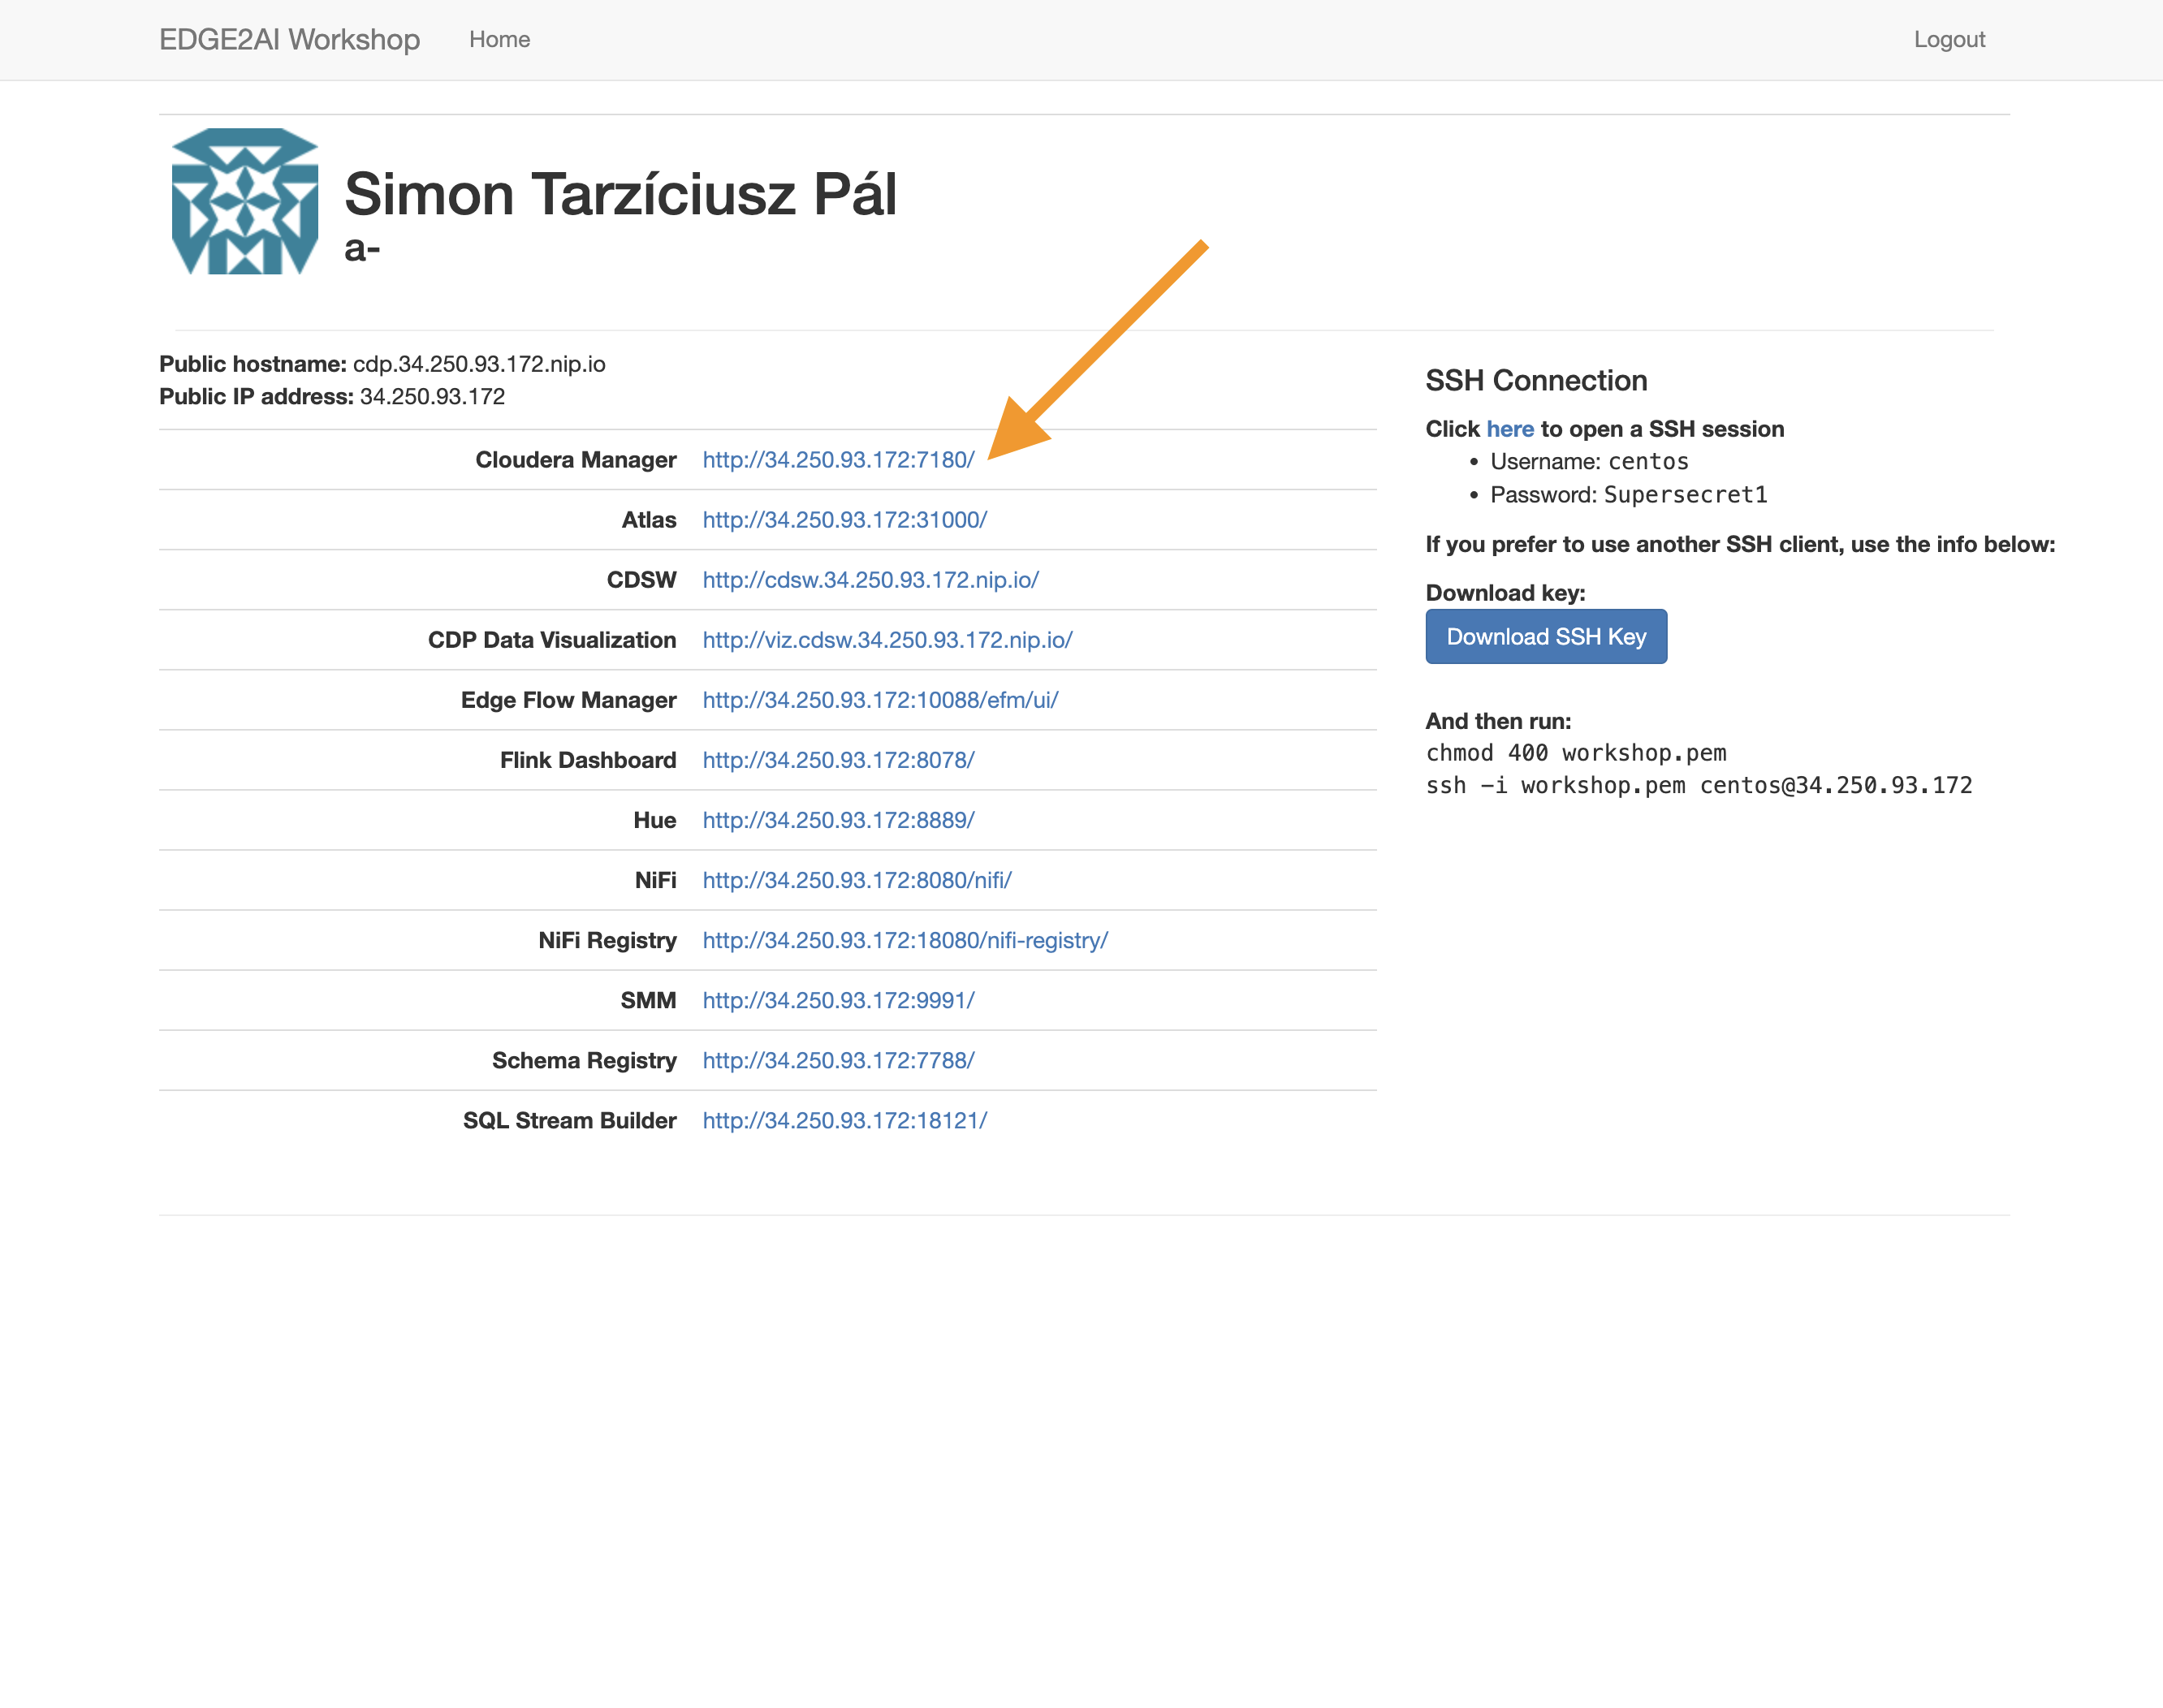 EDGE2AI Workshop Home Logout
Simon Tarzíciusz Pál
a-
Public hostname: cdp.34.250.93.172.nip.io
Public IP address: 34.250.93.172
Cloudera Manager http://34.250.93.172:7180/
Atlas http://34.250.93.172:31000/
CDSW http://cdsw.34.250.93.172.nip.io/
CDP Data Visualization http://viz.cdsw.34.250.93.172.nip.io/
Edge Flow Manager http://34.250.93.172:10088/efm/ui/
Flink Dashboard http://34.250.93.172:8078/
Hue http://34.250.93.172:8889/
NiFi http://34.250.93.172:8080/nifi/
NiFi Registry http://34.250.93.172:18080/nifi-registry/
SMM http://34.250.93.172:9991/
Schema Registry http://34.250.93.172:7788/
SQL Stream Builder http://34.250.93.172:18121/
SSH Connection
Click here to open a SSH session
• Username: centos
• Password: Supersecret1
If you prefer to use another SSH client, use the info below:
Download key:
Download SSH Key
And then run:
chmod 400 workshop.pem
ssh -i workshop.pem centos@34.250.93.172